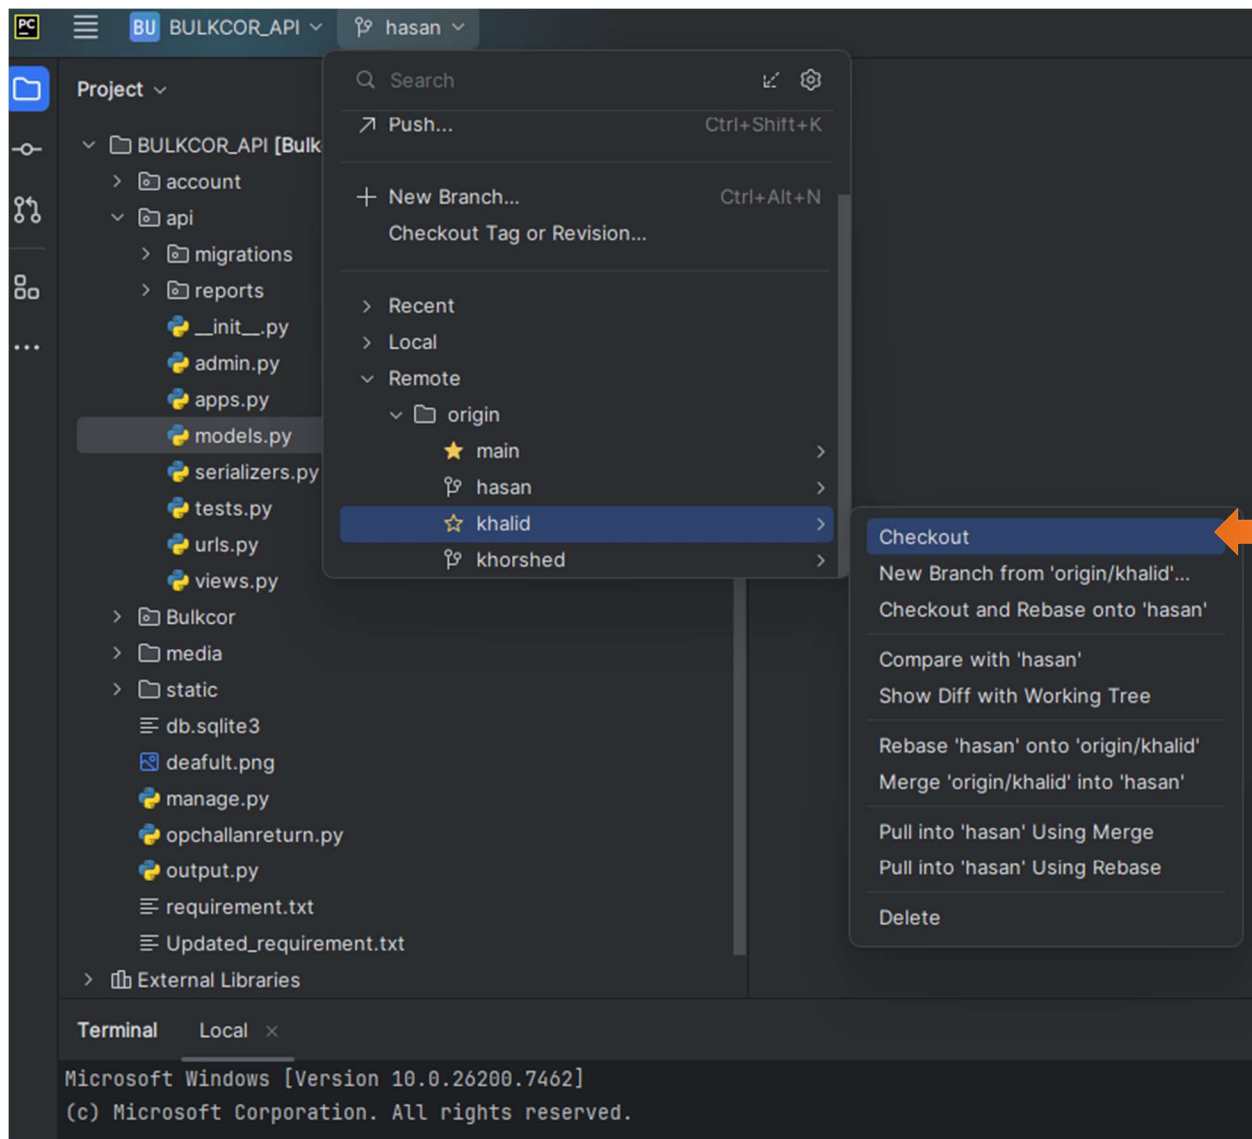 PC
BU BULKCOR_API hasan
Project
BULKCOR_API [Bulk
account
api
migrations
reports
__init__.py
admin.py
apps.py
models.py
serializers.py
tests.py
urls.py
views.py
Bulkcor
media
static
db.sqlite3
deafult.png
manage.py
opchallanreturn.py
output.py
requirement.txt
Updated_requirement.txt
External Libraries
Search
Push... Ctrl+Shift+K
New Branch... Ctrl+Alt+N
Checkout Tag or Revision...
Recent
Local
Remote
origin
main
hasan
khalid
khorshed
Checkout
New Branch from 'origin/khalid'...
Checkout and Rebase onto 'hasan'
Compare with 'hasan'
Show Diff with Working Tree
Rebase 'hasan' onto 'origin/khalid'
Merge 'origin/khalid' into 'hasan'
Pull into 'hasan' Using Merge
Pull into 'hasan' Using Rebase
Delete
Terminal Local ×
Microsoft Windows [Version 10.0.26200.7462]
(c) Microsoft Corporation. All rights reserved.